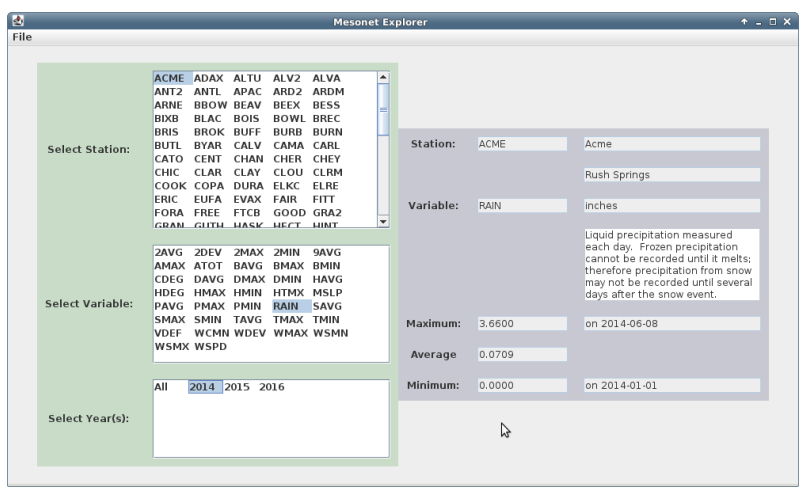 Mesonet Explorer
File
Select Station:
ACME ADAX ALTU ALV2 ALVA
ANT2 ANTL APAC ARD2 ARDM
ARNE BBOW BEAV BEEX BESS
BIXB BLAC BOIS BOWL BREC
BRIS BROK BUFF BURB BURN
BUTL BYAR CALV CAMA CARL
CATO CENT CHAN CHER CHEY
CHIC CLAR CLAY CLOU CLRM
COOK COPA DURA ELKC ELRE
ERIC EUFA EVAX FAIR FITT
FORA FREE FTCB GOOD GRA2
GRAN GUTH HASK HECT HINT
Select Variable:
2AVG 2DEV 2MAX 2MIN 9AVG
AMAX ATOT BAVG BMAX BMIN
CDEG DAVG DMAX DMIN HAVG
HDEG HMAX HMIN HTMX MSLP
PAVG PMAX PMIN RAIN SAVG
SMAX SMIN TAVG TMAX TMIN
VDEF WCMN WDEV WMAX WSMN
WSMX WSPD
Select Year(s):
All 2014 2015 2016
Station: ACME Acme
Rush Springs
Variable: RAIN inches
Liquid precipitation measured
each day. Frozen precipitation
cannot be recorded until it melts;
therefore precipitation from snow
may not be recorded until several
days after the snow event.
Maximum: 3.6600 on 2014-06-08
Average 0.0709
Minimum: 0.0000 on 2014-01-01